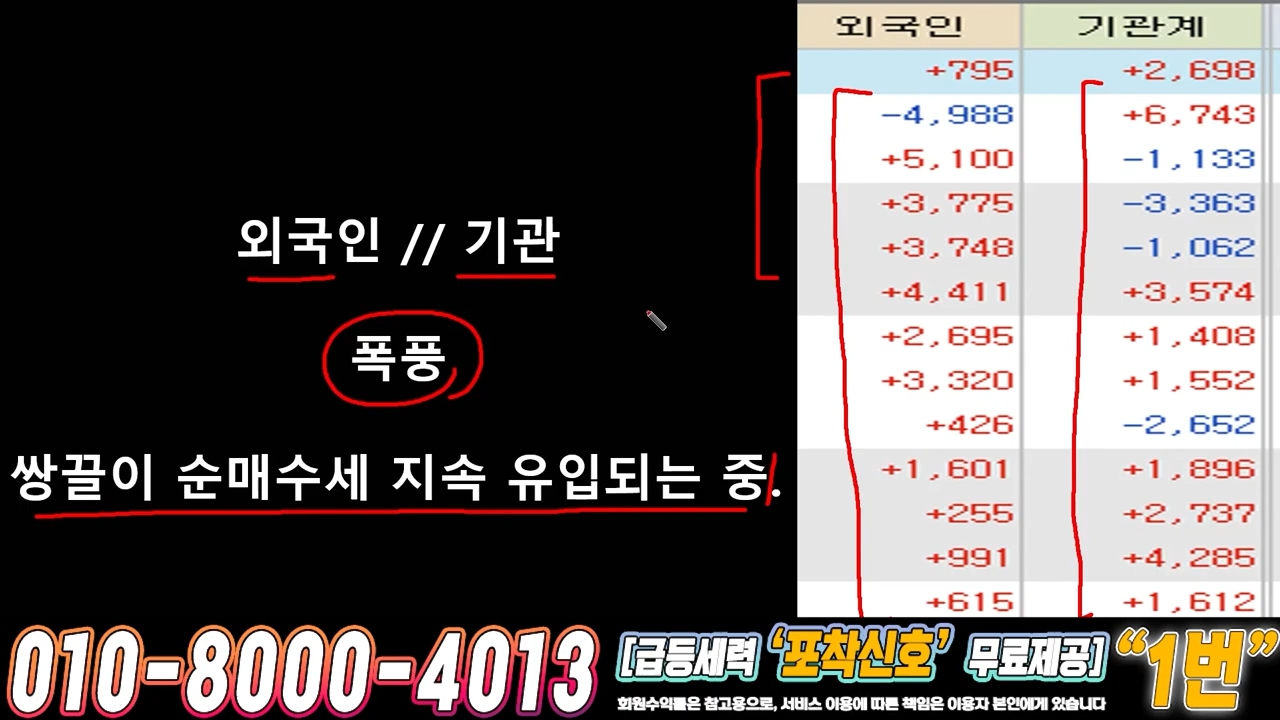 외국인 // 기관
폭풍
쌍끌이 순매수세 지속 유입되는 중.
외국인 기관계
+795 +2,698
-4,988 +6,743
+5,100 -1,133
+3,775 -3,363
+3,748 -1,062
+4,411 +3,574
+2,695 +1,408
+3,320 +1,552
+426 -2,652
+1,601 +1,896
+255 +2,737
+991 +4,285
+615 +1,612
010-8000-4013 [급등세력 '포착신호' 무료제공] "1번"
회원수익률은 참고용으로, 서비스 이용에 따른 책임은 이용자 본인에게 있습니다